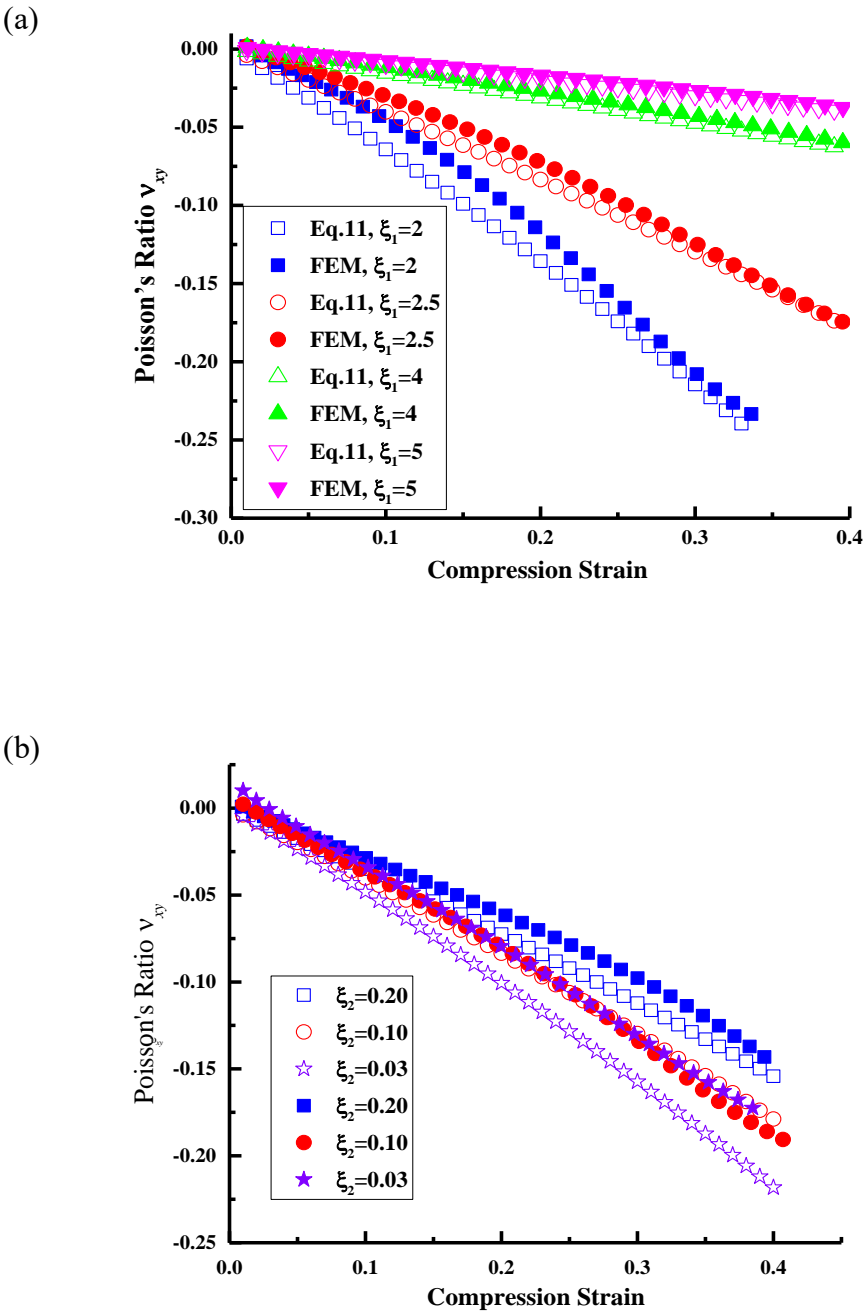 (a)
0.00
-0.05
-0.10
-0.15
-0.20
-0.25
-0.30
Poisson's Ratio ν_xy
Eq.11, ξ₁=2
FEM, ξ₁=2
Eq.11, ξ₁=2.5
FEM, ξ₁=2.5
Eq.11, ξ₁=4
FEM, ξ₁=4
Eq.11, ξ₁=5
FEM, ξ₁=5
0.0 0.1 0.2 0.3 0.4
Compression Strain
(b)
0.00
-0.05
-0.10
-0.15
-0.20
-0.25
Poisson's Ratio ν_xy
ξ₂=0.20
ξ₂=0.10
ξ₂=0.03
ξ₂=0.20
ξ₂=0.10
ξ₂=0.03
0.0 0.1 0.2 0.3 0.4
Compression Strain